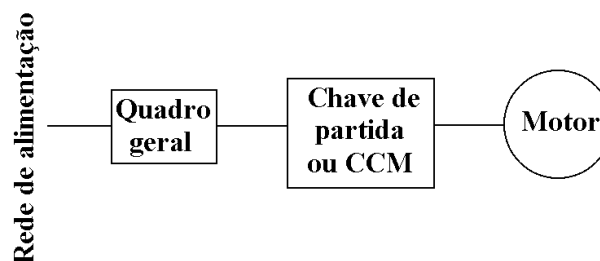 Rede de alimentação
Quadro
geral
Chave de
partida
ou CCM
Motor